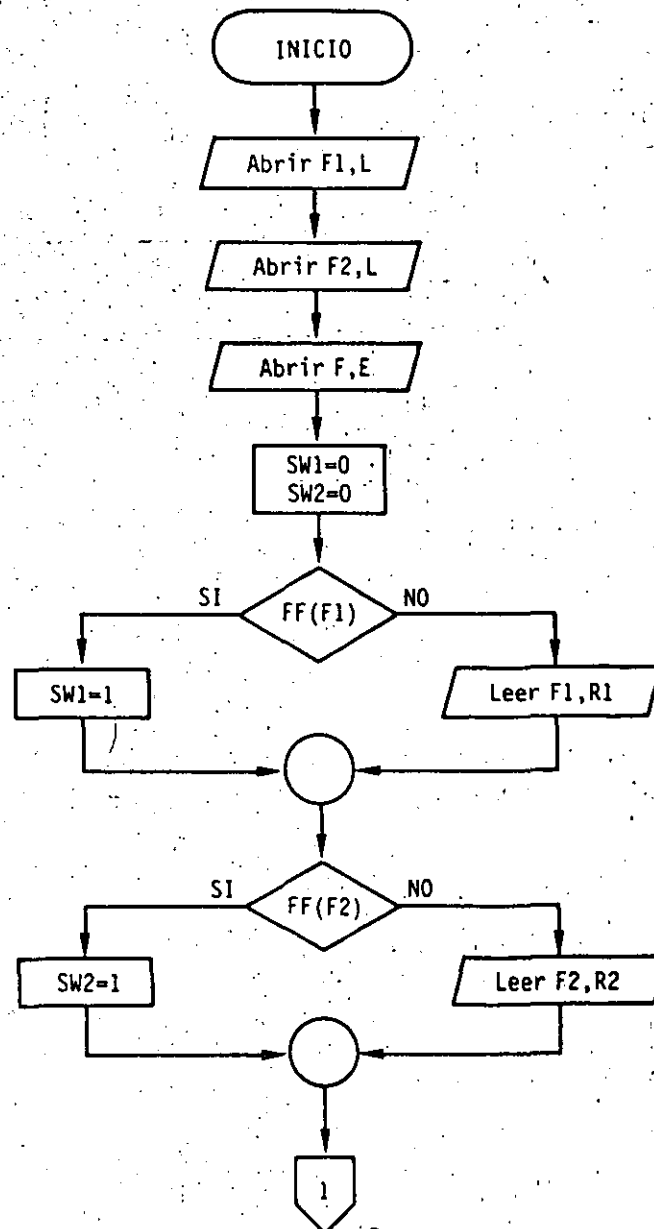 INICIO
Abrir F1,L
Abrir F2,L
Abrir F,E
SW1=0
SW2=0
SI
FF(F1)
NO
SW1=1
Leer F1,R1
SI
FF(F2)
NO
SW2=1
Leer F2,R2
1